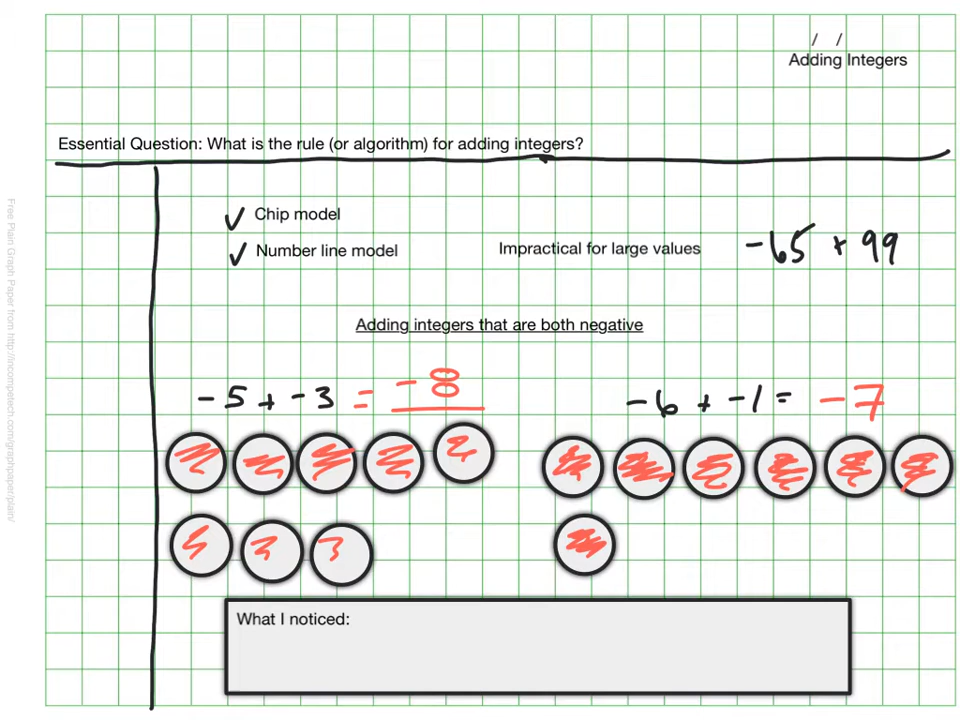 / /
Adding Integers
Essential Question: What is the rule (or algorithm) for adding integers?
✓ Chip model
✓ Number line model
Impractical for large values -65 + 99
Adding integers that are both negative
-5 + -3 = -8
-6 + -1 = -7
What I noticed:
Free Plain Graph Paper from http://incompetech.com/graphpaper/plain/